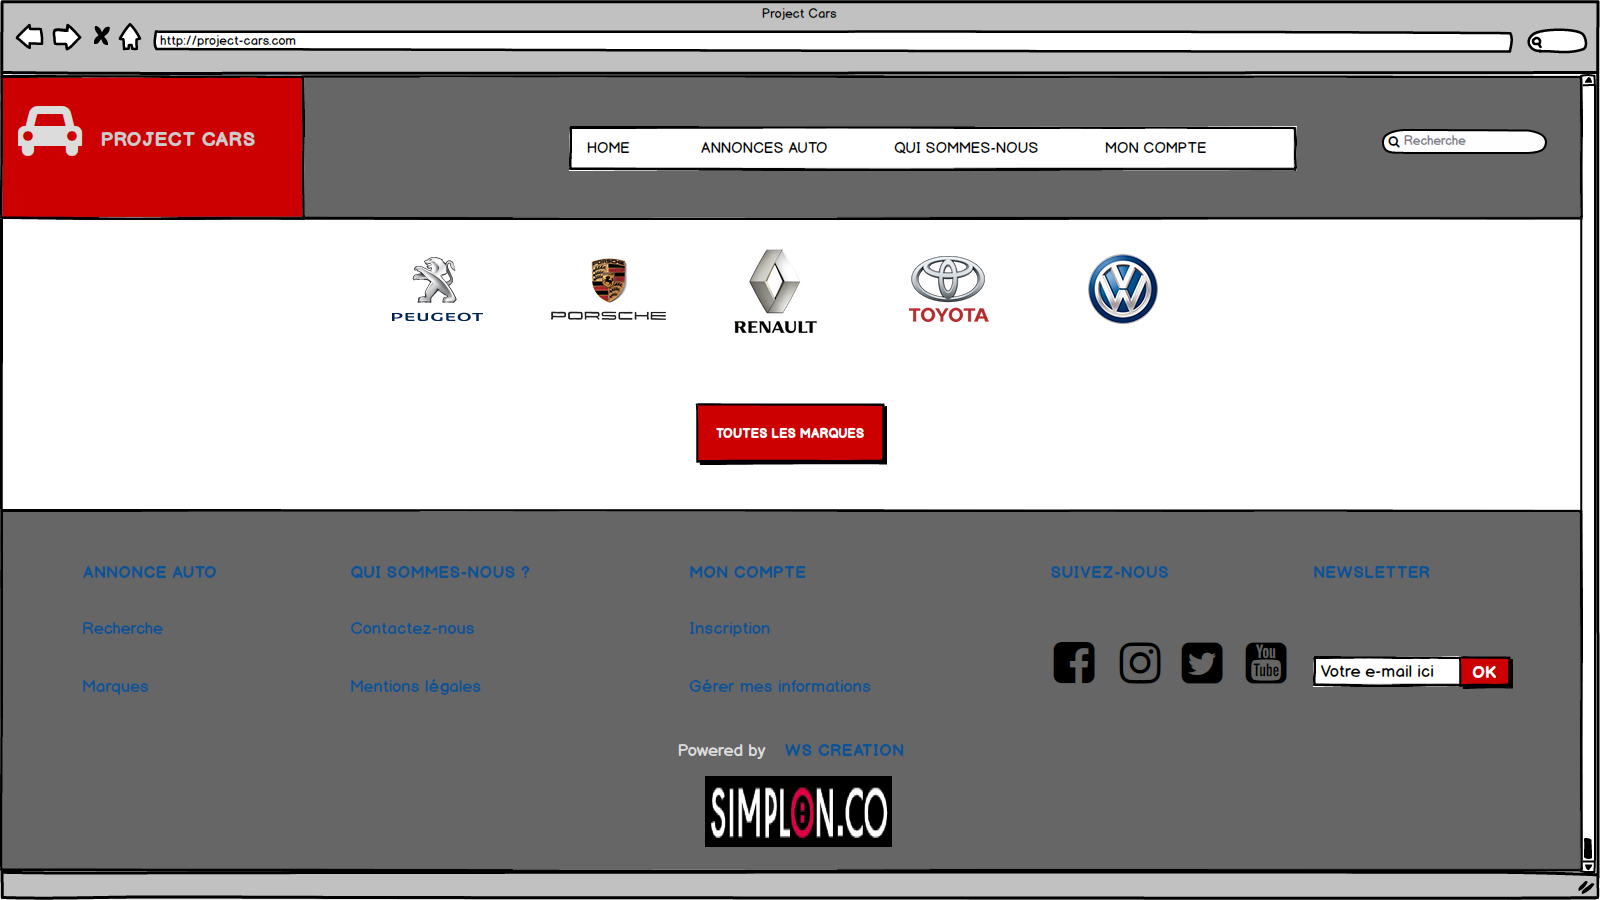 Project Cars
http://project-cars.com
PROJECT CARS
HOME ANNONCES AUTO QUI SOMMES-NOUS MON COMPTE
Recherche
PORSCHE
PEUGEOT PORSCHE RENAULT TOYOTA
TOUTES LES MARQUES
ANNONCE AUTO QUI SOMMES-NOUS ? MON COMPTE SUIVEZ-NOUS NEWSLETTER
Recherche Contactez-nous Inscription
You
Tube
Votre e-mail ici OK
Marques Mentions légales Gérer mes informations
Powered by WS CREATION
SIMPLON.CO